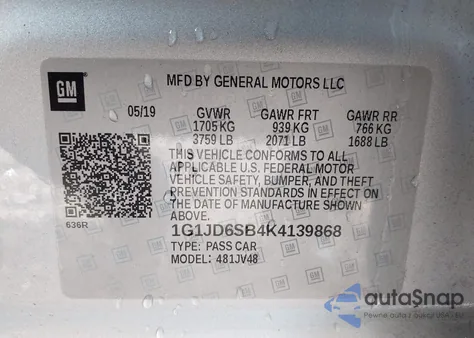 GM
MFD BY GENERAL MOTORS LLC
05/19 GVWR GAWR FRT GAWR RR
1705 KG 939 KG 766 KG
3759 LB 2071 LB 1688 LB
THIS VEHICLE CONFORMS TO ALL
APPLICABLE U.S. FEDERAL MOTOR
VEHICLE SAFETY, BUMPER, AND THEFT
PREVENTION STANDARDS IN EFFECT ON
THE DATE OF MANUFACTURE SHOWN
ABOVE.
636R
1G1JD6SB4K4139868
TYPE: PASS CAR
MODEL: 481JV48
autoSnap